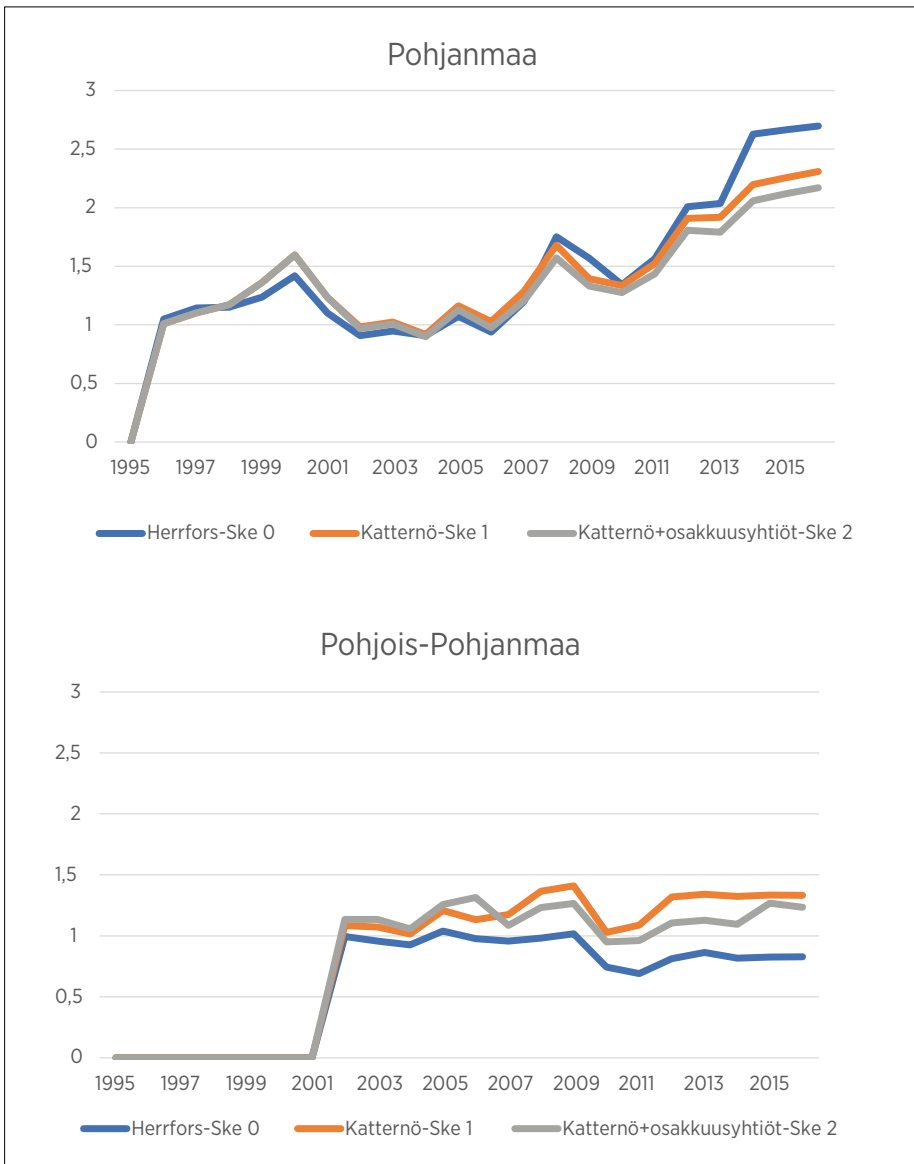 Pohjanmaa
3
2,5
2
1,5
1
0,5
0
1995 1997 1999 2001 2003 2005 2007 2009 2011 2013 2015
Herrfors-Ske 0 Katternö-Ske 1 Katternö+osakkuusyhtiöt-Ske 2
Pohjois-Pohjanmaa
3
2,5
2
1,5
1
0,5
0
1995 1997 1999 2001 2003 2005 2007 2009 2011 2013 2015
Herrfors-Ske 0 Katternö-Ske 1 Katternö+osakkuusyhtiöt-Ske 2